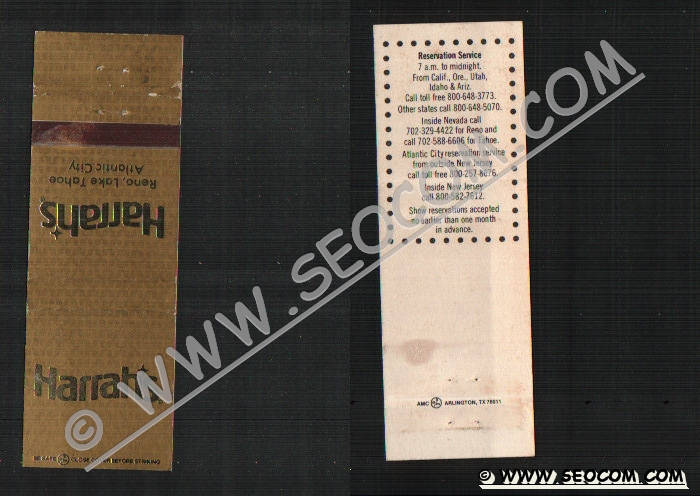 Reno, Lake Tahoe
Atlantic City
Harrah's
Harrah's
CLOSE COVER BEFORE STRIKING
Reservation Service
7 a.m. to midnight.
From Calif., Ore., Utah,
Idaho & Ariz.
Call toll free 800-648-3773.
Other states call 800-648-5070.
Inside Nevada call
702-329-4422 for Reno and
call 702-588-6606 for Tahoe.
Atlantic City reservation service
from outside New Jersey
call toll free 800-257-8676.
Inside New Jersey
call 800-582-7612.
Show reservations accepted
no earlier than one month
in advance.
AMC ARLINGTON, TX 76011
© WWW.SEOCOM.COM
© WWW.SEOCOM.COM